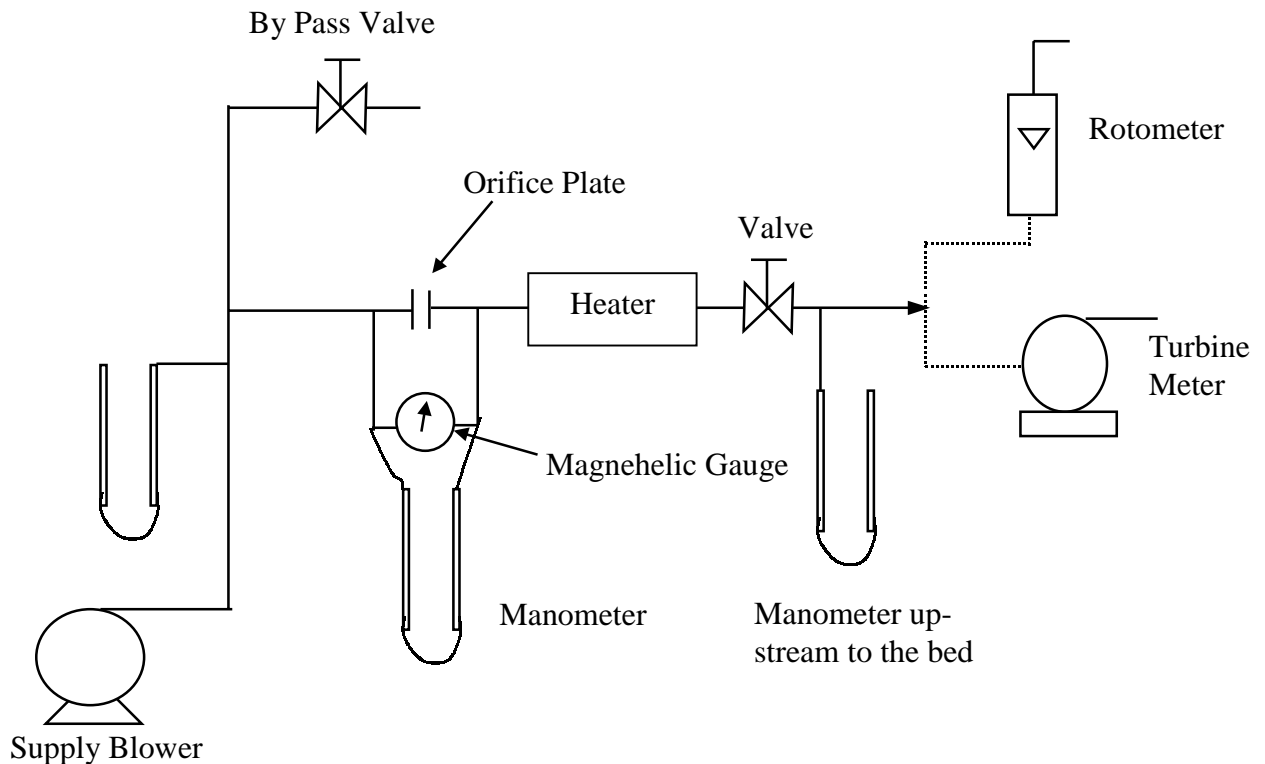 By Pass Valve
Orifice Plate
Rotometer
Valve
Heater
Turbine
Meter
Magnehelic Gauge
Manometer
Manometer up-
stream to the bed
Supply Blower